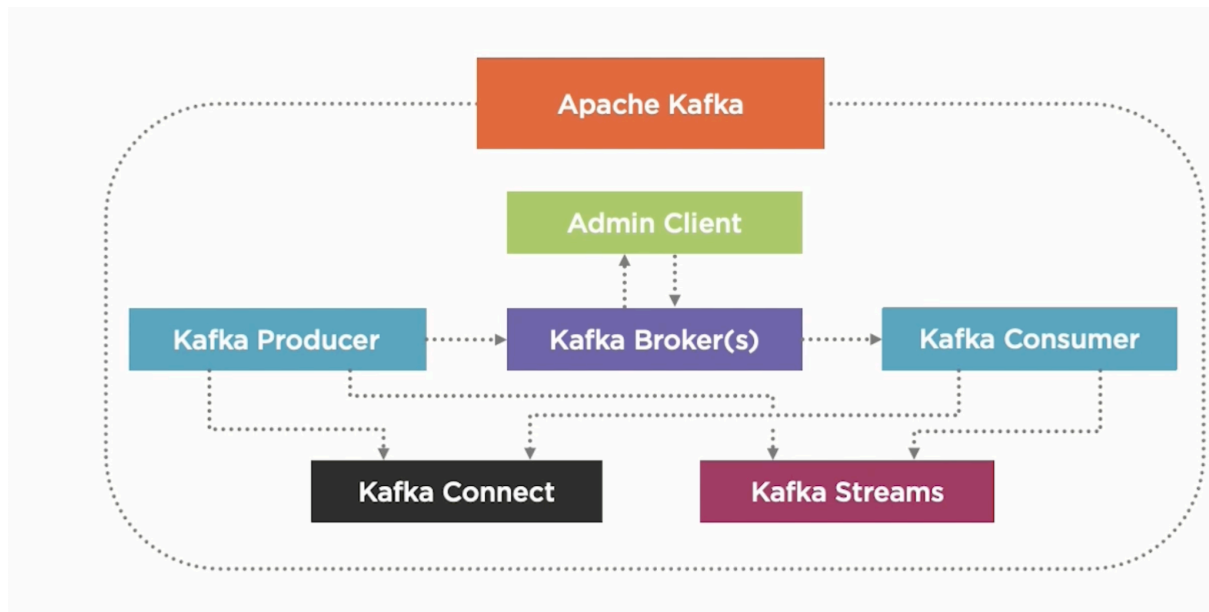 Apache Kafka
Admin Client
Kafka Producer
Kafka Broker(s)
Kafka Consumer
Kafka Connect
Kafka Streams